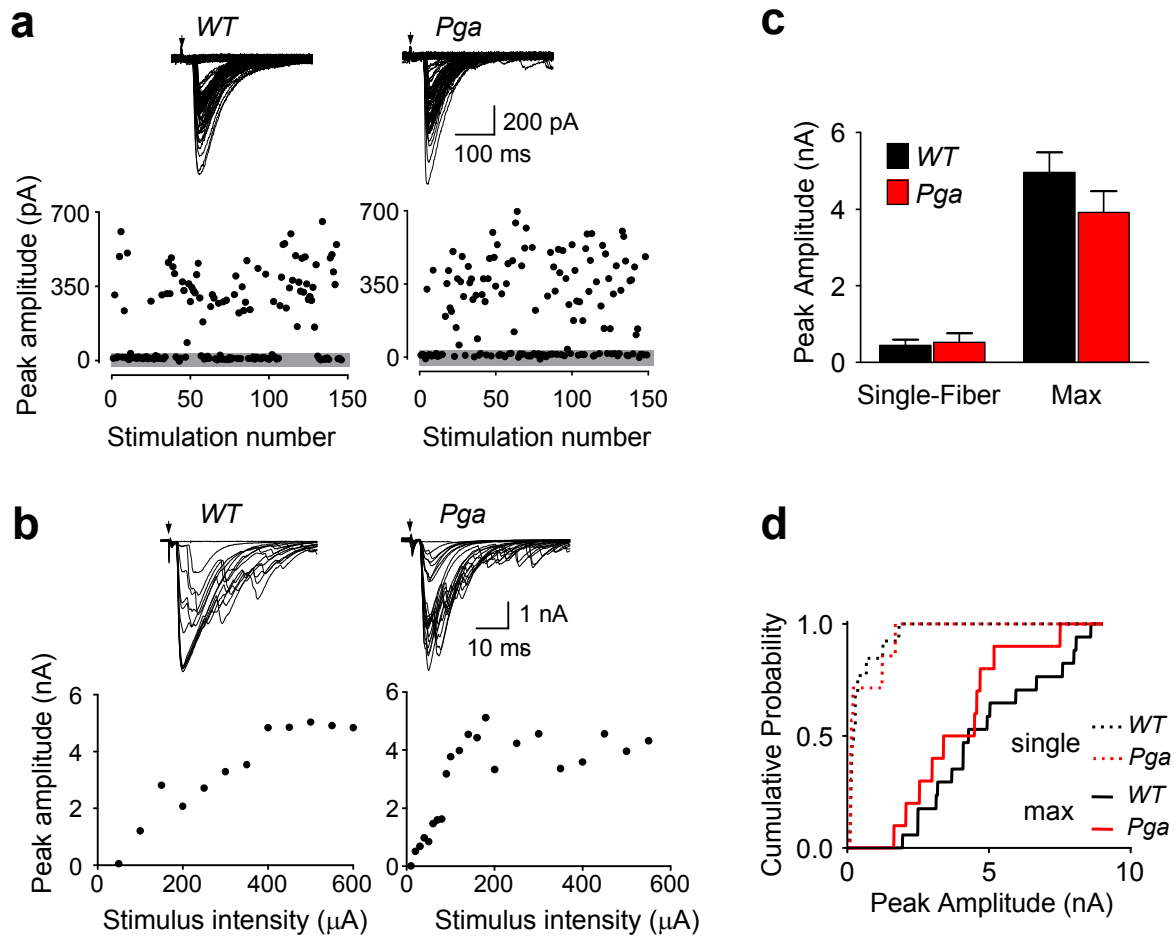 a
WT
Pga
200 pA
100 ms
Peak amplitude (pA)
700
350
0
0 50 100 150
Stimulation number
700
350
0
0 50 100 150
Stimulation number
b
WT
Pga
1 nA
10 ms
Peak amplitude (nA)
6
4
2
0
0 200 400 600
Stimulus intensity (μA)
6
4
2
0
0 200 400 600
Stimulus intensity (μA)
c
Peak Amplitude (nA)
6
4
2
0
WT
Pga
Single-Fiber Max
d
Cumulative Probability
1.0
0.5
0.0
single
WT
Pga
max
WT
Pga
0 5 10
Peak Amplitude (nA)